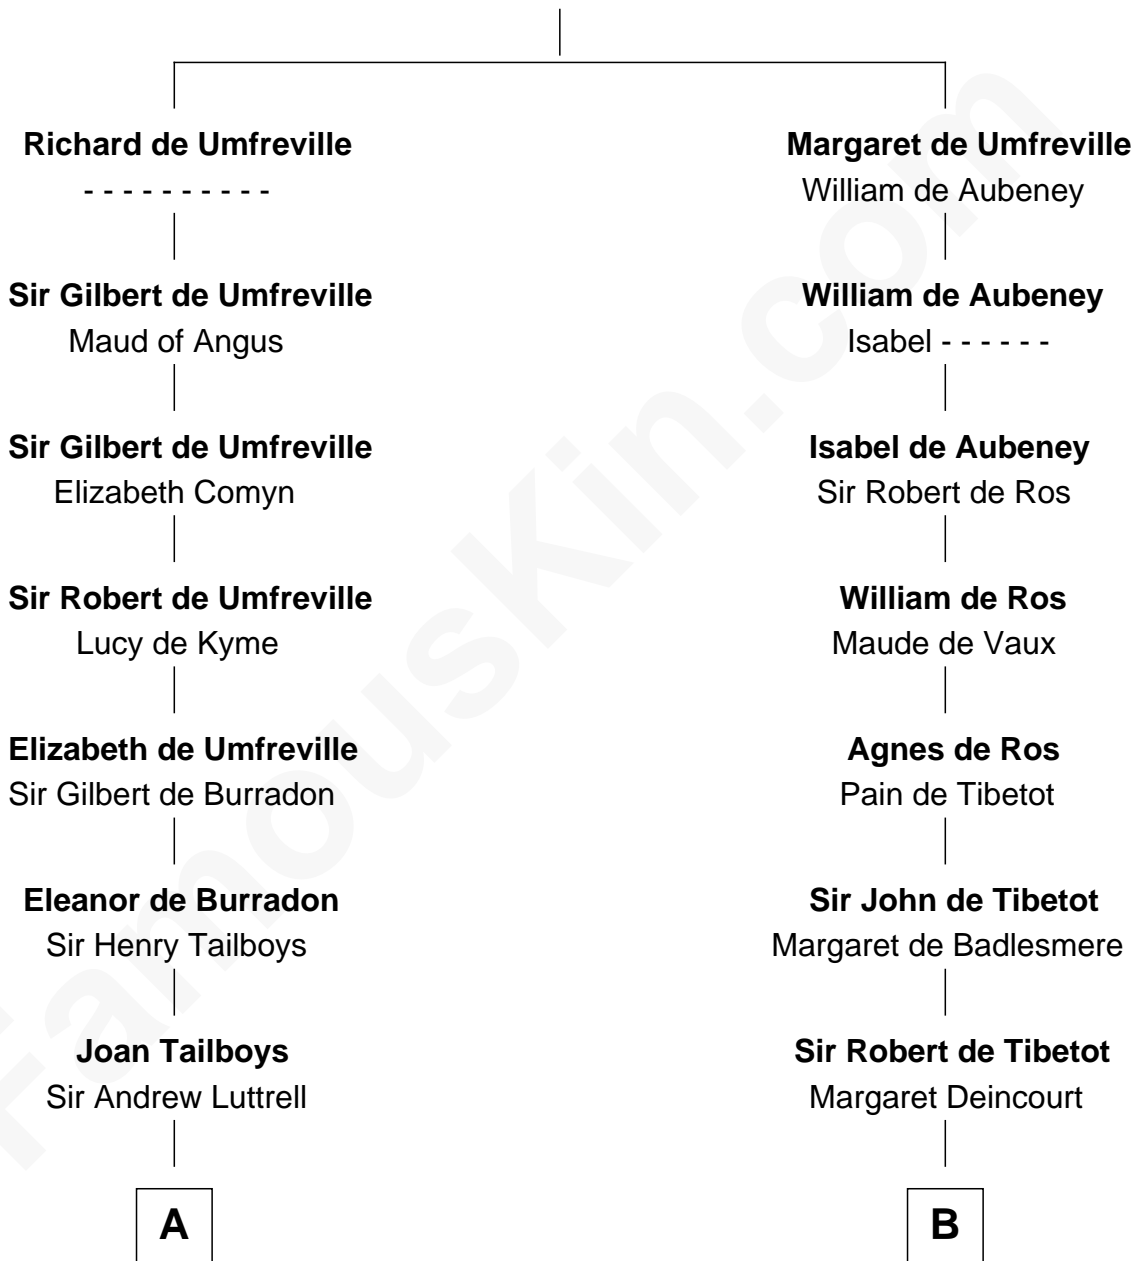 Richard de Umfreville
- - - - - - - - - -
Sir Gilbert de Umfreville
Maud of Angus
Sir Gilbert de Umfreville
Elizabeth Comyn
Sir Robert de Umfreville
Lucy de Kyme
Elizabeth de Umfreville
Sir Gilbert de Burradon
Eleanor de Burradon
Sir Henry Tailboys
Joan Tailboys
Sir Andrew Luttrell
A
Margaret de Umfreville
William de Aubeney
William de Aubeney
Isabel - - - - - -
Isabel de Aubeney
Sir Robert de Ros
William de Ros
Maude de Vaux
Agnes de Ros
Pain de Tibetot
Sir John de Tibetot
Margaret de Badlesmere
Sir Robert de Tibetot
Margaret Deincourt
B
FamousKin.com